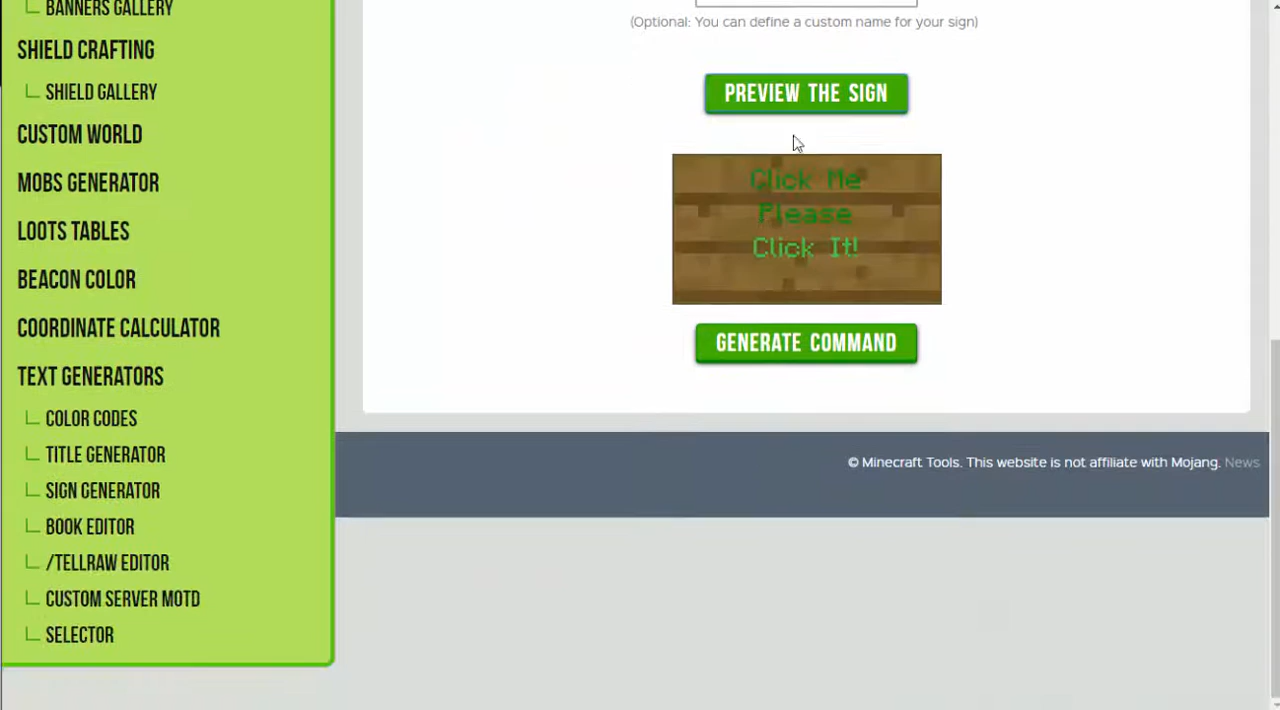 BANNERS GALLERY
SHIELD CRAFTING
SHIELD GALLERY
CUSTOM WORLD
MOBS GENERATOR
LOOTS TABLES
BEACON COLOR
COORDINATE CALCULATOR
TEXT GENERATORS
COLOR CODES
TITLE GENERATOR
SIGN GENERATOR
BOOK EDITOR
/TELLRAW EDITOR
CUSTOM SERVER MOTD
SELECTOR
(Optional: You can define a custom name for your sign)
PREVIEW THE SIGN
Click Me
Please
Click It!
GENERATE COMMAND
© Minecraft Tools. This website is not affiliate with Mojang. News